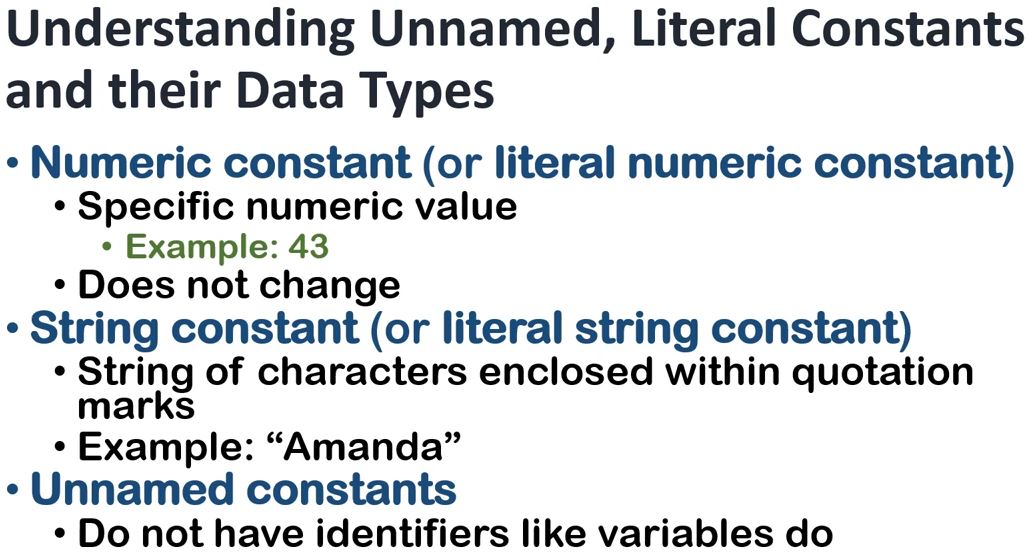 Understanding Unnamed, Literal Constants
and their Data Types
• Numeric constant (or literal numeric constant)
• Specific numeric value
• Example: 43
• Does not change
• String constant (or literal string constant)
• String of characters enclosed within quotation
marks
• Example: “Amanda”
• Unnamed constants
• Do not have identifiers like variables do